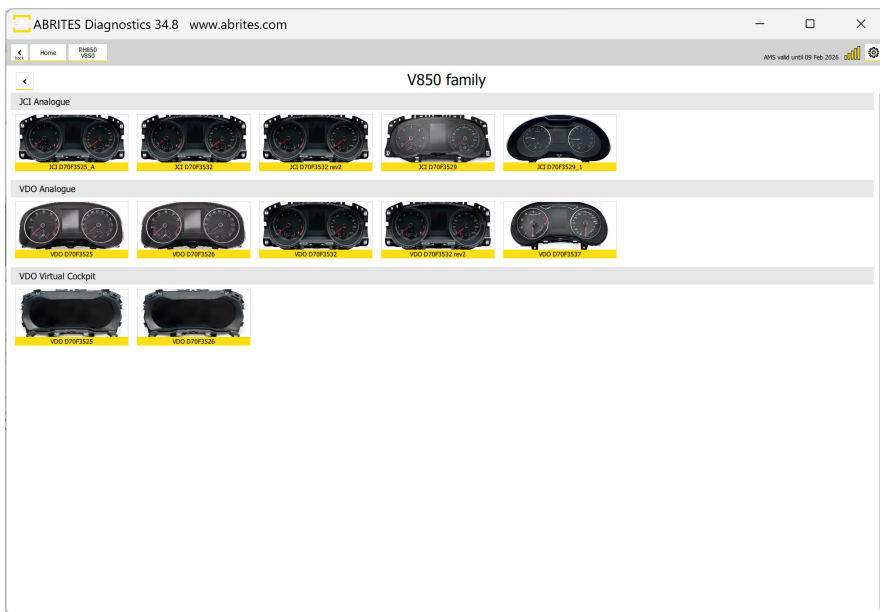 ABRITES Diagnostics 34.8 www.abrites.com
back
Home
RH850
V850
AMS valid until 09 Feb 2026
V850 family
JCI Analogue
JCI D70F3525_A
JCI D70F3532
JCI D70F3532 rev2
JCI D70F3529
JCI D70F3529_1
VDO Analogue
VDO D70F3525
VDO D70F3526
VDO D70F3532
VDO D70F3532 rev2
VDO D70F3537
VDO Virtual Cockpit
VDO D70F3525
VDO D70F3526